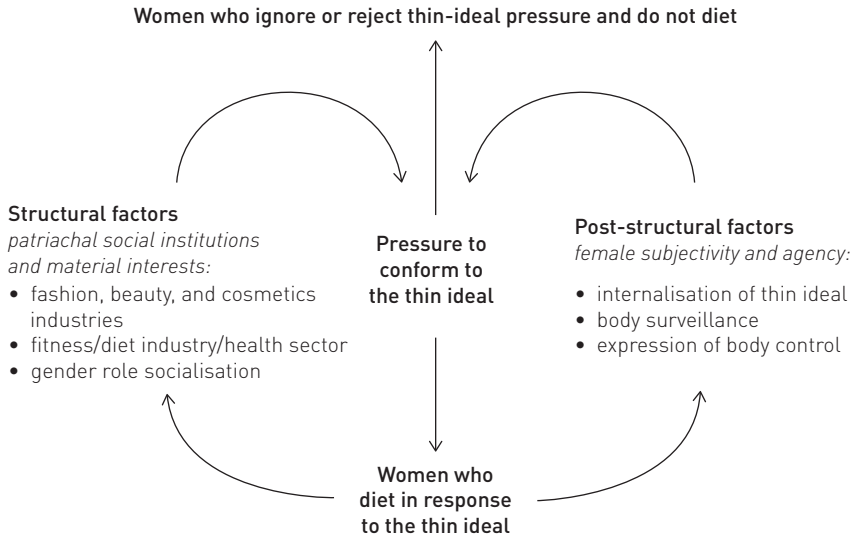 Women who ignore or reject thin-ideal pressure and do not diet
Structural factors
patriachal social institutions
and material interests:
• fashion, beauty, and cosmetics
industries
• fitness/diet industry/health sector
• gender role socialisation
Pressure to
conform to
the thin ideal
Post-structural factors
female subjectivity and agency:
• internalisation of thin ideal
• body surveillance
• expression of body control
Women who
diet in response
to the thin ideal